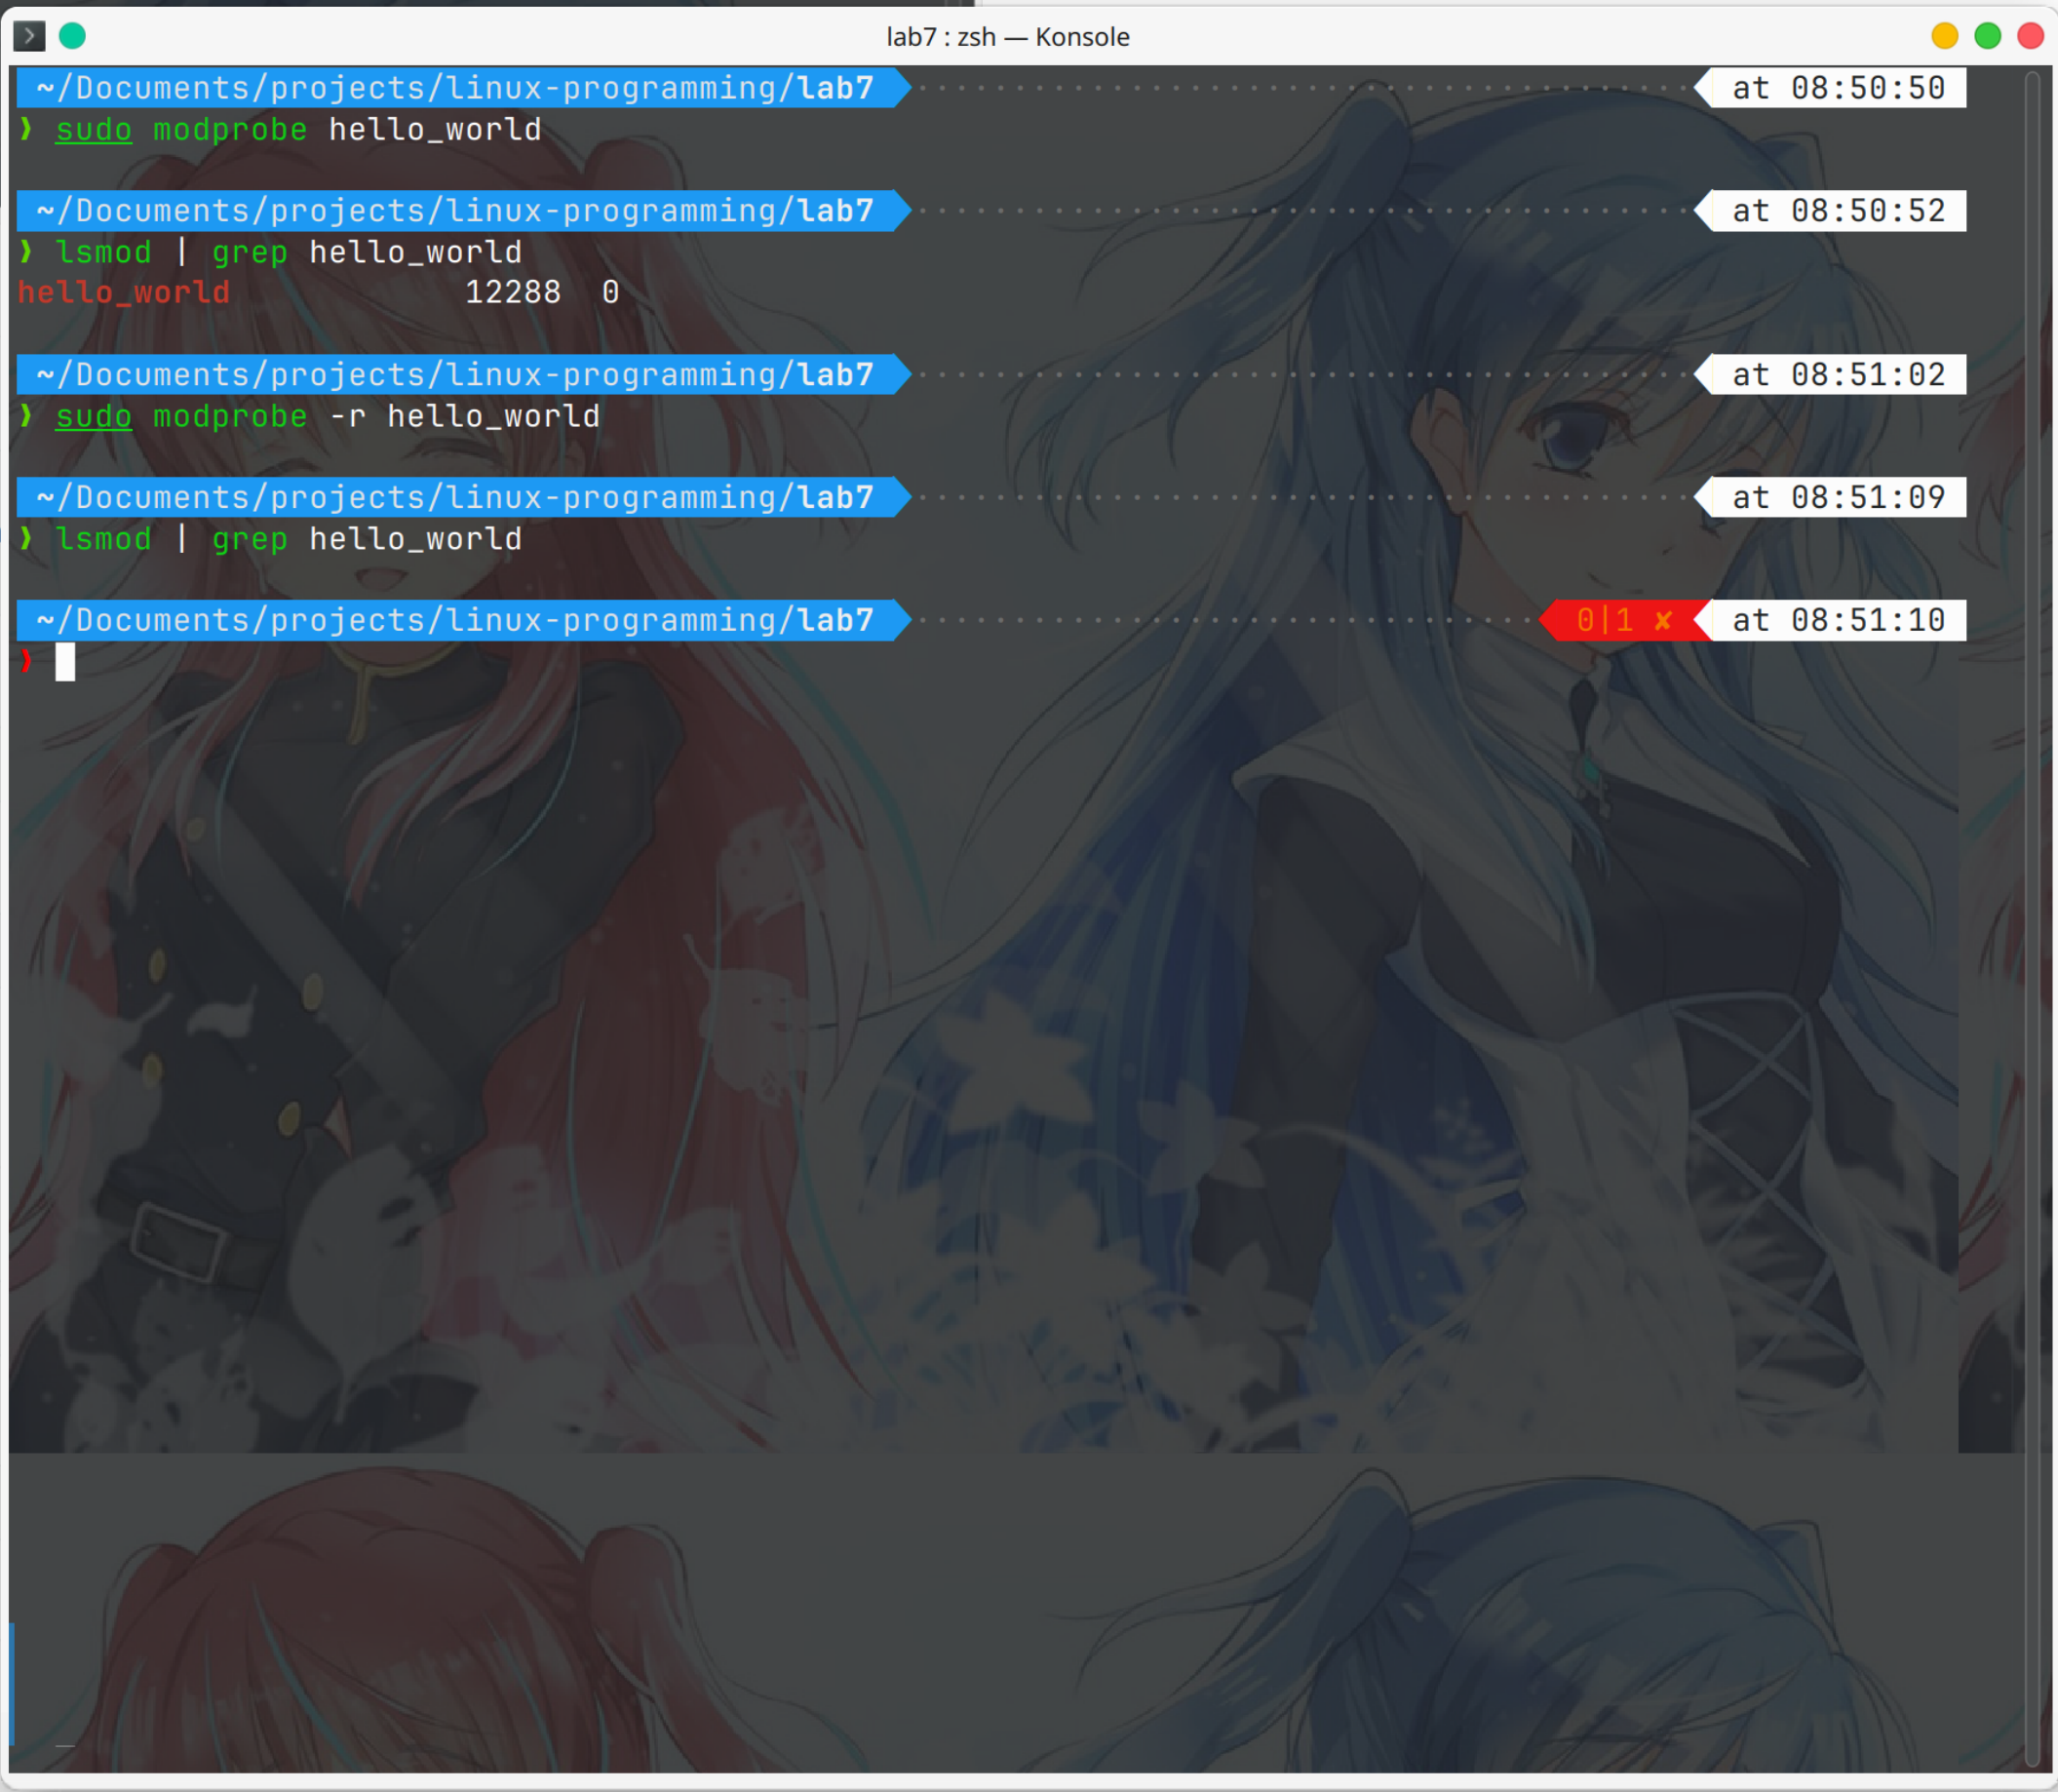 lab7 : zsh — Konsole
~/Documents/projects/linux-programming/lab7 at 08:50:50
❯ sudo modprobe hello_world
~/Documents/projects/linux-programming/lab7 at 08:50:52
❯ lsmod | grep hello_world
hello_world 12288 0
~/Documents/projects/linux-programming/lab7 at 08:51:02
❯ sudo modprobe -r hello_world
~/Documents/projects/linux-programming/lab7 at 08:51:09
❯ lsmod | grep hello_world
~/Documents/projects/linux-programming/lab7 0|1 ✘ at 08:51:10
❯